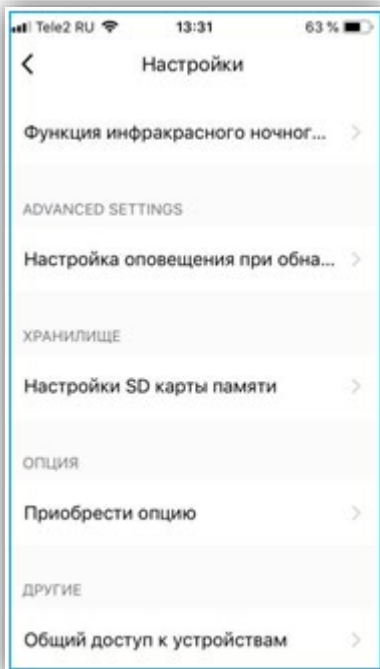 Tele2 RU 13:31 63 %
Настройки
Функция инфракрасного ночног...
ADVANCED SETTINGS
Настройка оповещения при обна...
ХРАНИЛИЩЕ
Настройки SD карты памяти
ОПЦИЯ
Приобрести опцию
ДРУГИЕ
Общий доступ к устройствам